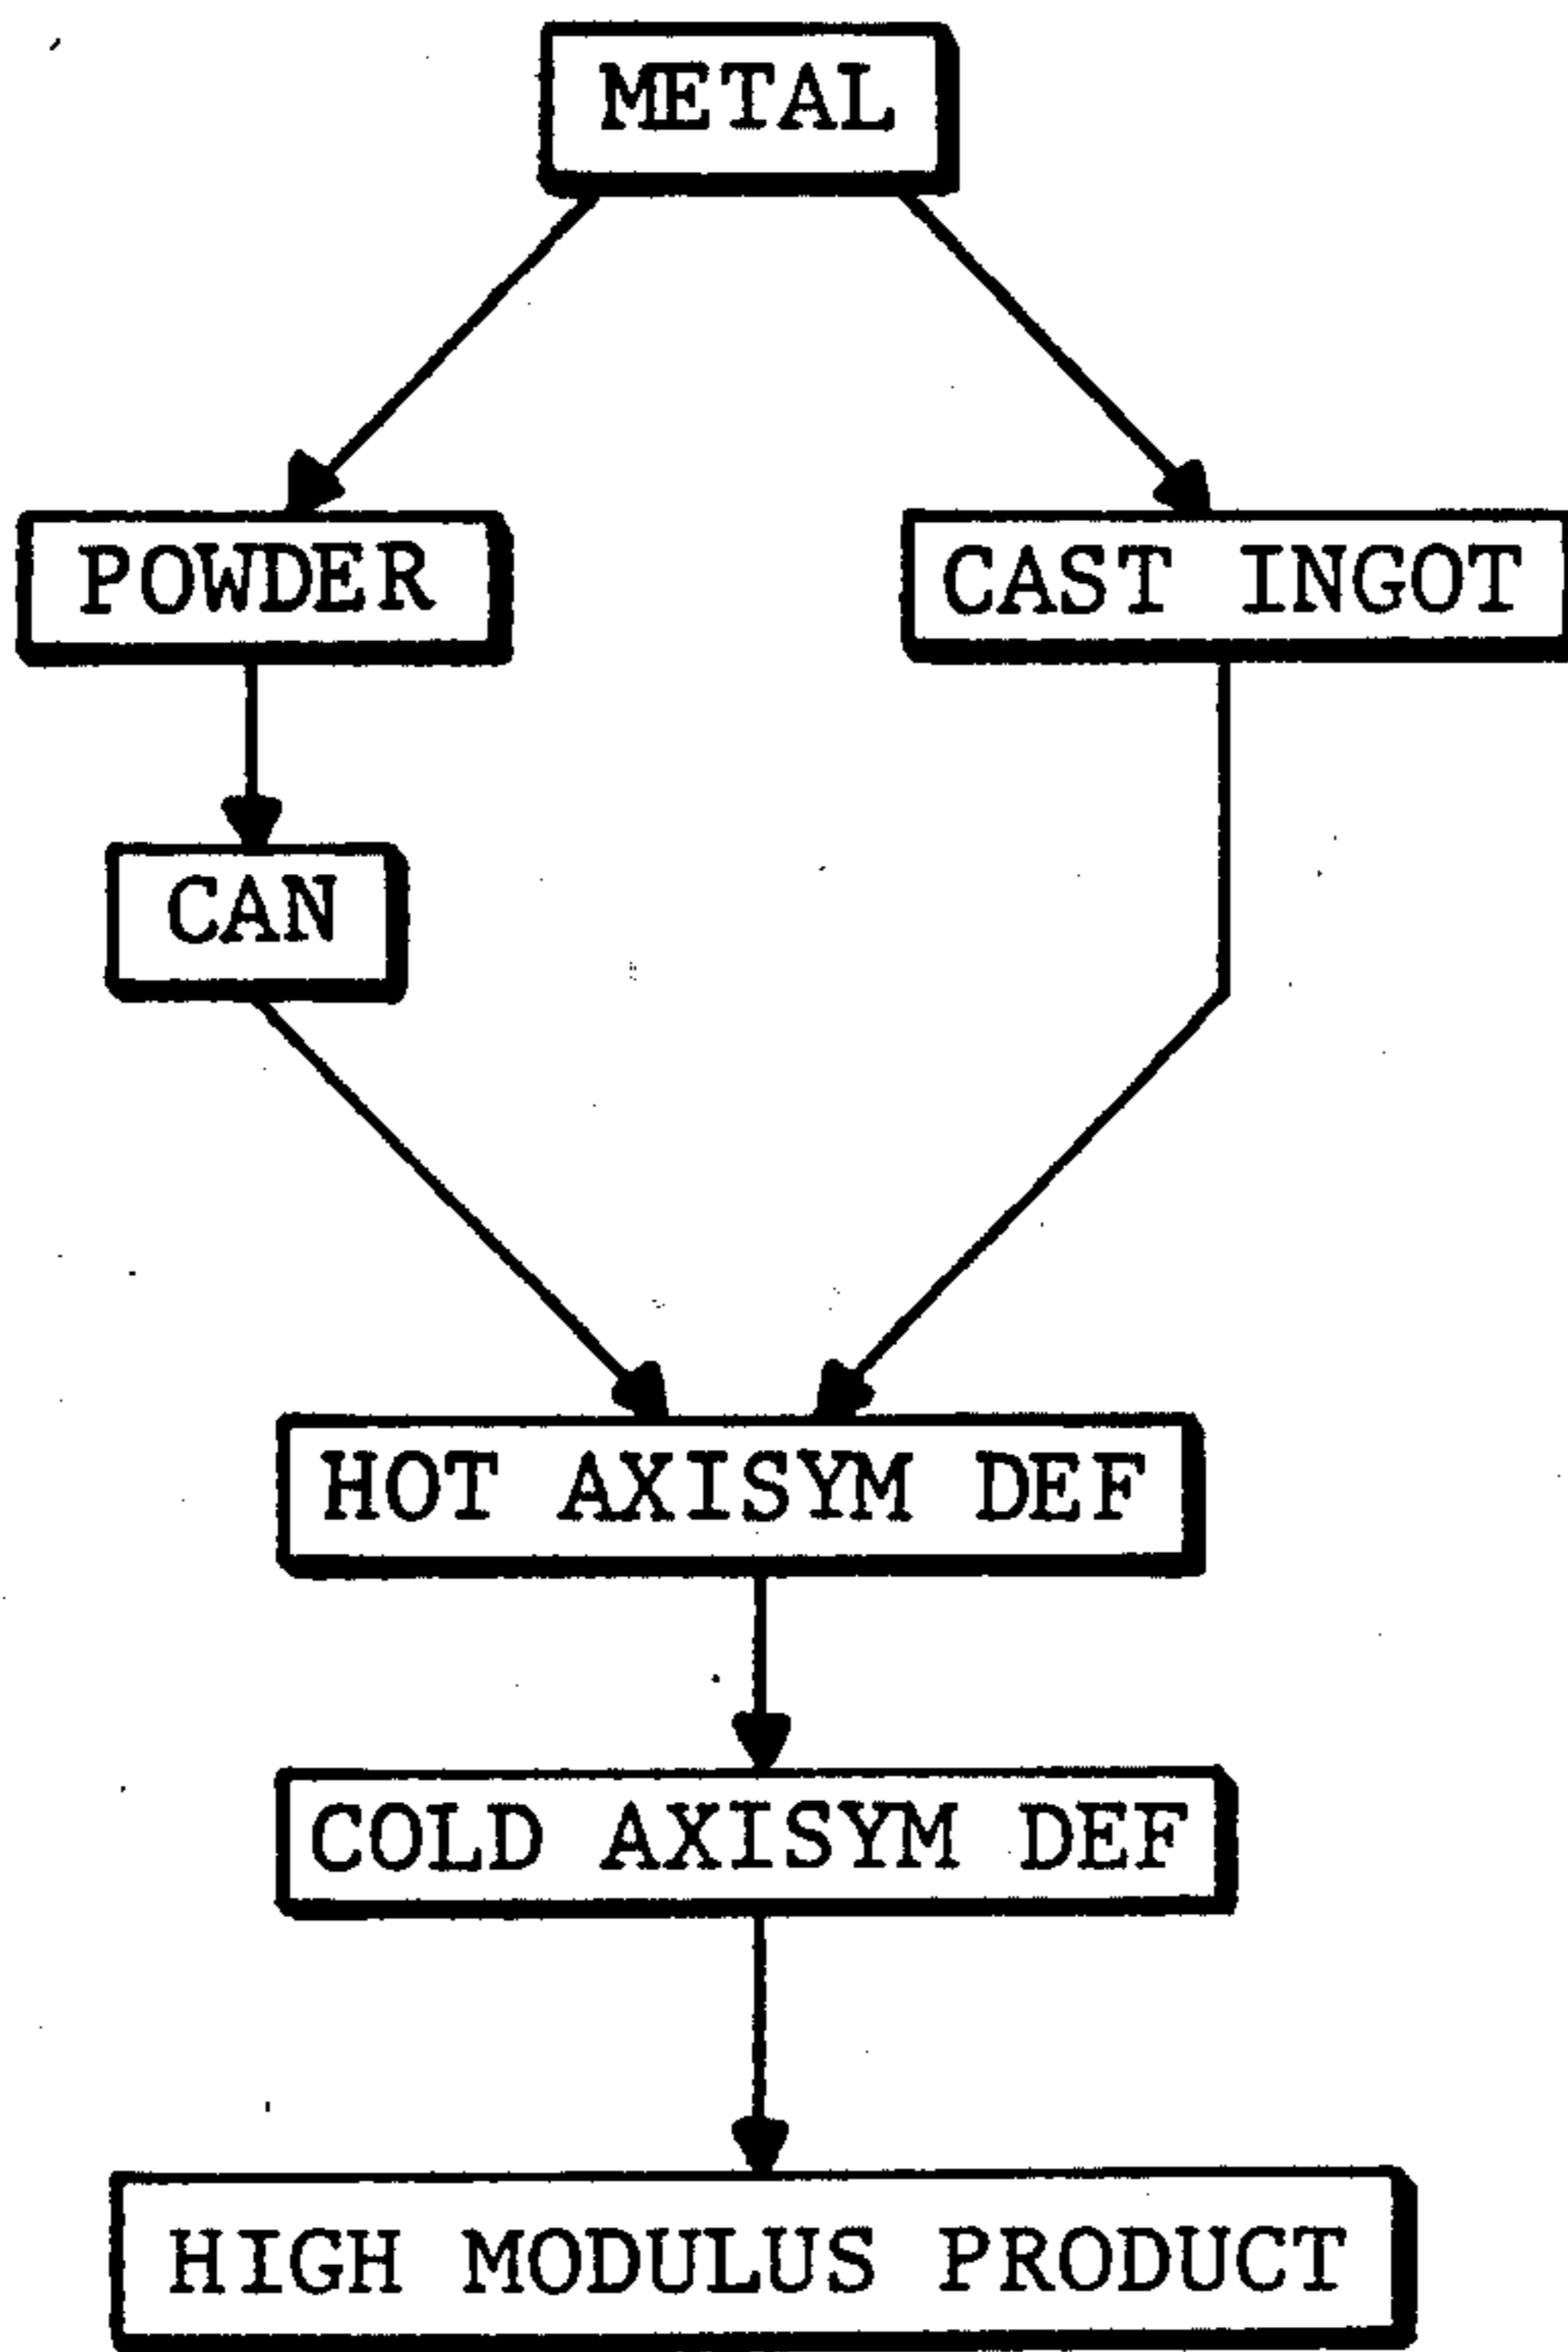 METAL
POWDER
CAST INGOT
CAN
HOT AXISYM DEF
COLD AXISYM DEF
HIGH MODULUS PRODUCT